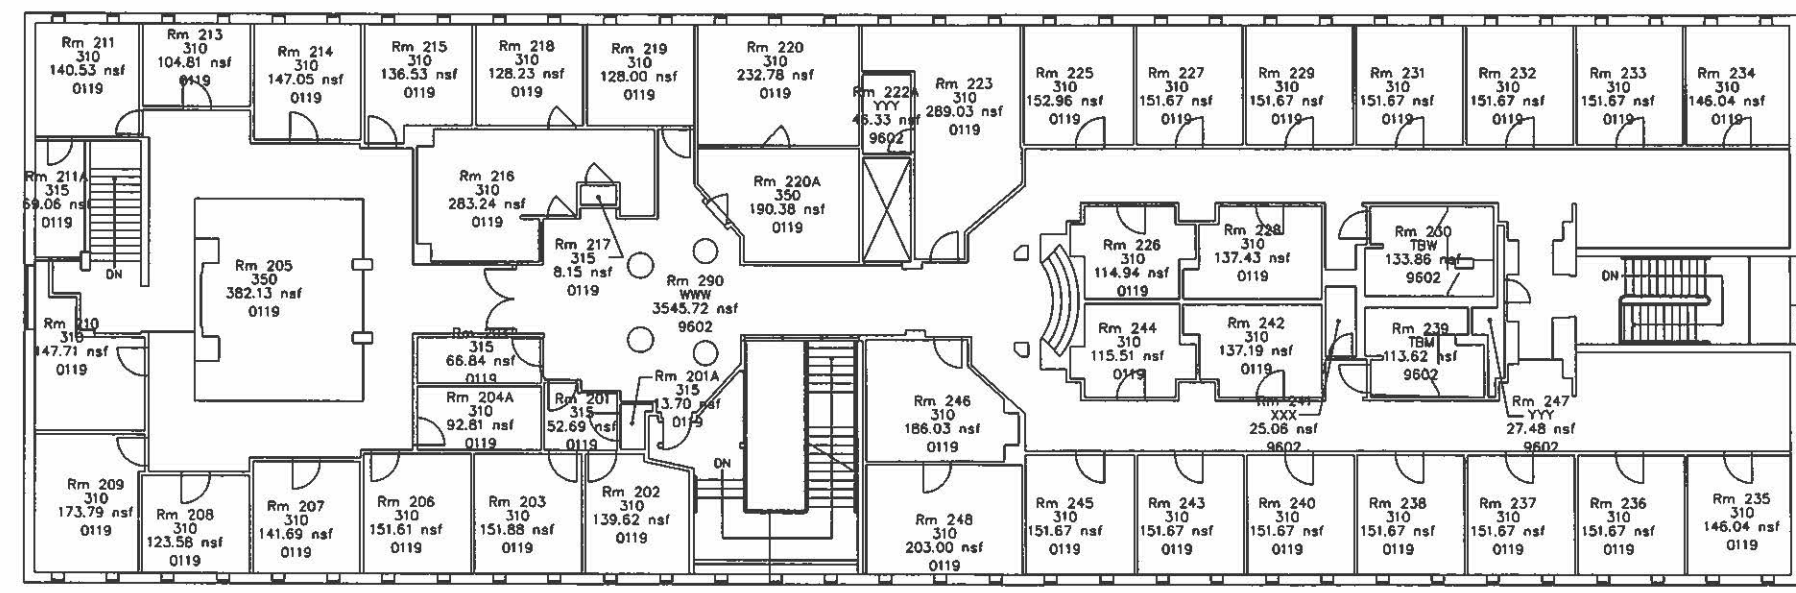 Rm 211
310
140.53 nsf
0119
Rm 213
310
104.81 nsf
0119
Rm 214
310
147.05 nsf
0119
Rm 215
310
136.53 nsf
0119
Rm 218
310
128.23 nsf
0119
Rm 219
310
128.00 nsf
0119
Rm 220
310
232.78 nsf
0119
Rm 222A
YYY
46.33 nsf
9602
Rm 223
310
289.03 nsf
0119
Rm 225
310
152.96 nsf
0119
Rm 227
310
151.67 nsf
0119
Rm 229
310
151.67 nsf
0119
Rm 231
310
151.67 nsf
0119
Rm 232
310
151.67 nsf
0119
Rm 233
310
151.67 nsf
0119
Rm 234
310
146.04 nsf
0119
Rm 211A
315
59.06 nsf
0119
DN
Rm 205
350
382.13 nsf
0119
Rm 216
310
283.24 nsf
0119
Rm 217
315
8.15 nsf
0119
Rm 220A
350
190.38 nsf
0119
Rm 290
WWW
3545.72 nsf
9602
Rm 226
310
114.94 nsf
0119
Rm 228
310
137.43 nsf
0119
Rm 230
TBW
133.86 nsf
9602
DN
Rm 210
310
147.71 nsf
0119
315
66.84 nsf
0119
Rm 204A
310
92.81 nsf
0119
Rm 201
315
52.69 nsf
0119
Rm 201A
315
13.70 nsf
0119
DN
Rm 244
310
115.51 nsf
0119
Rm 242
310
137.19 nsf
0119
Rm 239
TBM
113.62 nsf
9602
Rm 246
310
186.03 nsf
0119
Rm 241
XXX
25.06 nsf
9602
Rm 247
YYY
27.48 nsf
9602
Rm 209
310
173.79 nsf
0119
Rm 208
310
123.58 nsf
0119
Rm 207
310
141.69 nsf
0119
Rm 206
310
151.61 nsf
0119
Rm 203
310
151.88 nsf
0119
Rm 202
310
139.62 nsf
0119
Rm 248
310
203.00 nsf
0119
Rm 245
310
151.67 nsf
0119
Rm 243
310
151.67 nsf
0119
Rm 240
310
151.67 nsf
0119
Rm 238
310
151.67 nsf
0119
Rm 237
310
151.67 nsf
0119
Rm 236
310
151.67 nsf
0119
Rm 235
310
146.04 nsf
0119